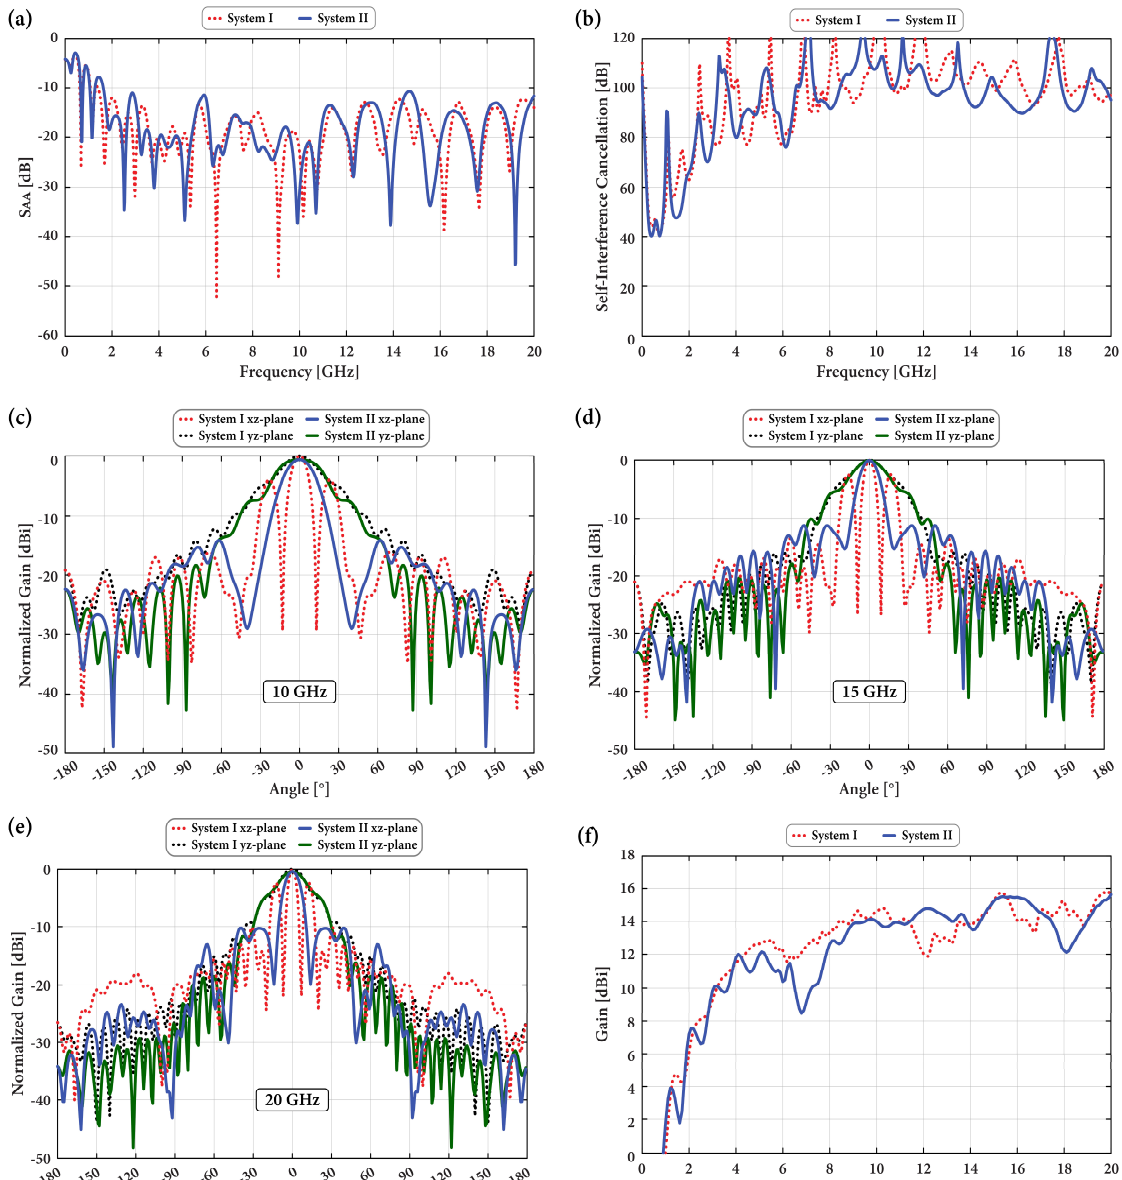 (a)
System I System II
0
-10
-20
-30
-40
-50
-60
SAA [dB]
0 2 4 6 8 10 12 14 16 18 20
Frequency [GHz]
(b)
System I System II
120
100
80
60
40
20
0
Self-Interference Cancellation [dB]
0 2 4 6 8 10 12 14 16 18 20
Frequency [GHz]
(c)
System I xz-plane System II xz-plane
System I yz-plane System II yz-plane
0
-10
-20
-30
-40
-50
Normalized Gain [dBi]
10 GHz
-180 -150 -120 -90 -60 -30 0 30 60 90 120 150 180
Angle [°]
(d)
System I xz-plane System II xz-plane
System I yz-plane System II yz-plane
0
-10
-20
-30
-40
-50
Normalized Gain [dBi]
15 GHz
-180 -150 -120 -90 -60 -30 0 30 60 90 120 150 180
Angle [°]
(e)
System I xz-plane System II xz-plane
System I yz-plane System II yz-plane
0
-10
-20
-30
-40
-50
Normalized Gain [dBi]
20 GHz
180 -150 -120 -90 -60 -30 0 30 60 90 120 150 180
(f)
System I System II
18
16
14
12
10
8
6
4
2
0
Gain [dBi]
0 2 4 6 8 10 12 14 16 18 20